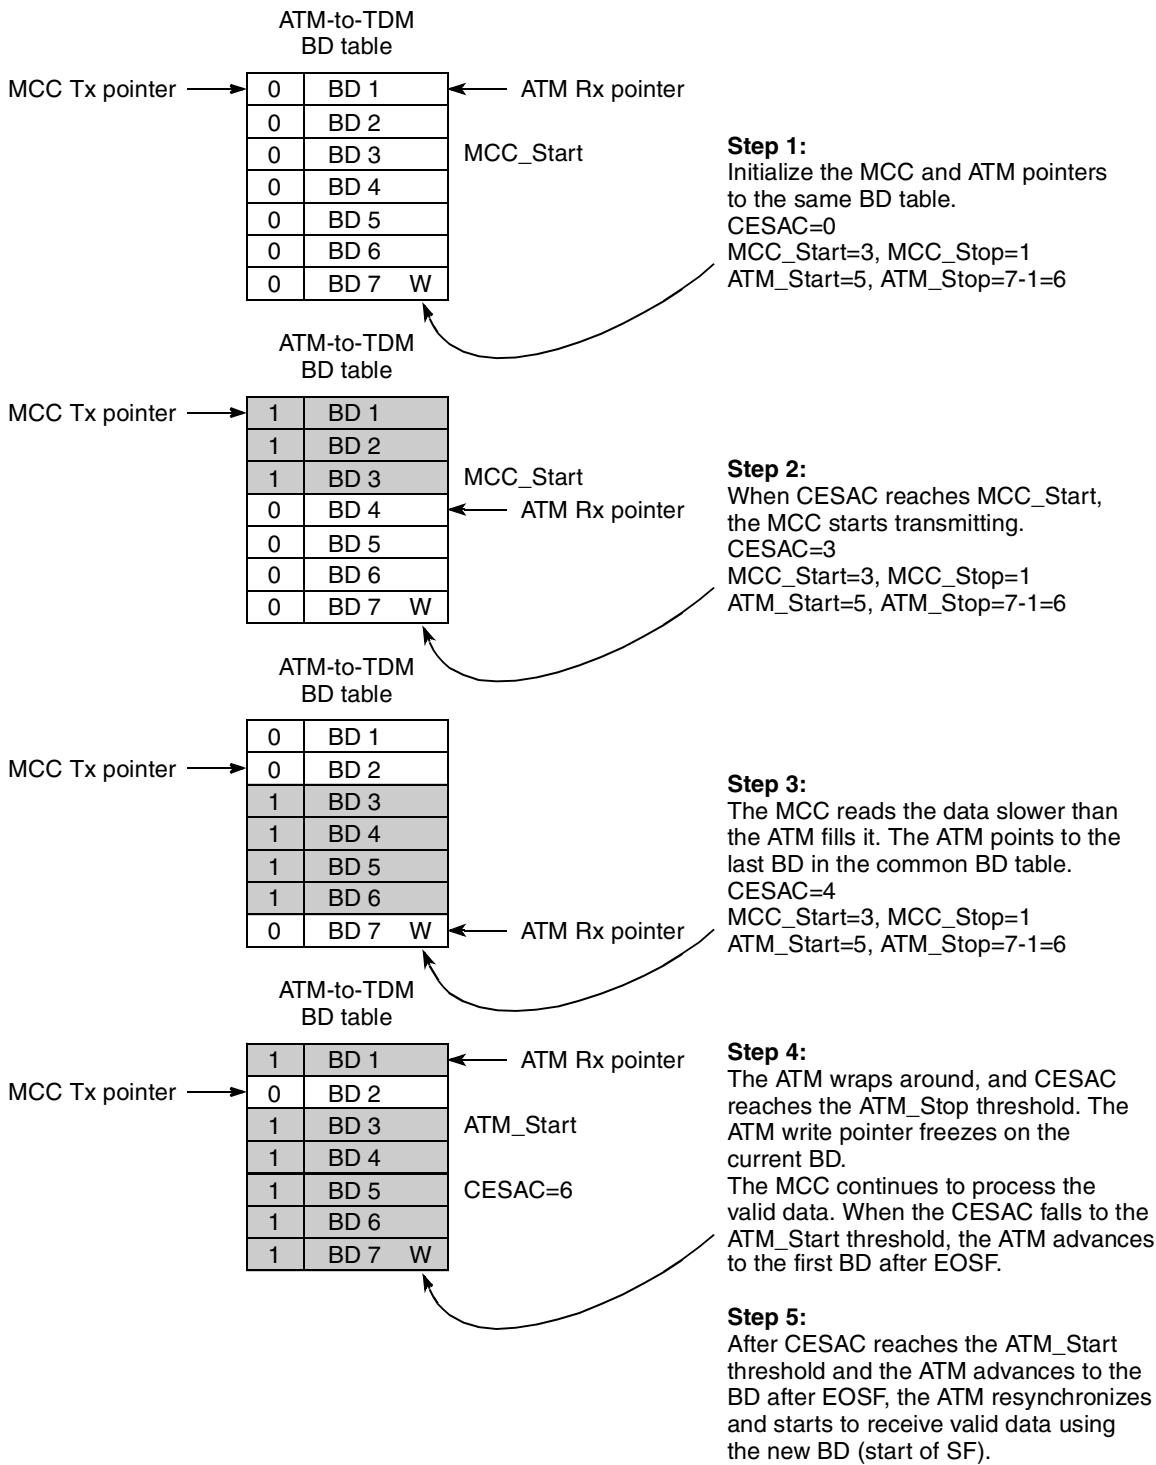 ATM-to-TDM
BD table
MCC Tx pointer
0 BD 1
ATM Rx pointer
0 BD 2
0 BD 3
MCC_Start
0 BD 4
0 BD 5
0 BD 6
0 BD 7 W
Step 1:
Initialize the MCC and ATM pointers
to the same BD table.
CESAC=0
MCC_Start=3, MCC_Stop=1
ATM_Start=5, ATM_Stop=7-1=6
ATM-to-TDM
BD table
MCC Tx pointer
1 BD 1
1 BD 2
1 BD 3
MCC_Start
0 BD 4
ATM Rx pointer
0 BD 5
0 BD 6
0 BD 7 W
Step 2:
When CESAC reaches MCC_Start,
the MCC starts transmitting.
CESAC=3
MCC_Start=3, MCC_Stop=1
ATM_Start=5, ATM_Stop=7-1=6
ATM-to-TDM
BD table
0 BD 1
MCC Tx pointer
0 BD 2
1 BD 3
1 BD 4
1 BD 5
1 BD 6
0 BD 7 W
ATM Rx pointer
Step 3:
The MCC reads the data slower than
the ATM fills it. The ATM points to the
last BD in the common BD table.
CESAC=4
MCC_Start=3, MCC_Stop=1
ATM_Start=5, ATM_Stop=7-1=6
ATM-to-TDM
BD table
1 BD 1
ATM Rx pointer
MCC Tx pointer
0 BD 2
1 BD 3
ATM_Start
1 BD 4
1 BD 5
CESAC=6
1 BD 6
1 BD 7 W
Step 4:
The ATM wraps around, and CESAC
reaches the ATM_Stop threshold. The
ATM write pointer freezes on the
current BD.
The MCC continues to process the
valid data. When the CESAC falls to the
ATM_Start threshold, the ATM advances
to the first BD after EOSF.
Step 5:
After CESAC reaches the ATM_Start
threshold and the ATM advances to the
BD after EOSF, the ATM resynchronizes
and starts to receive valid data using
the new BD (start of SF).